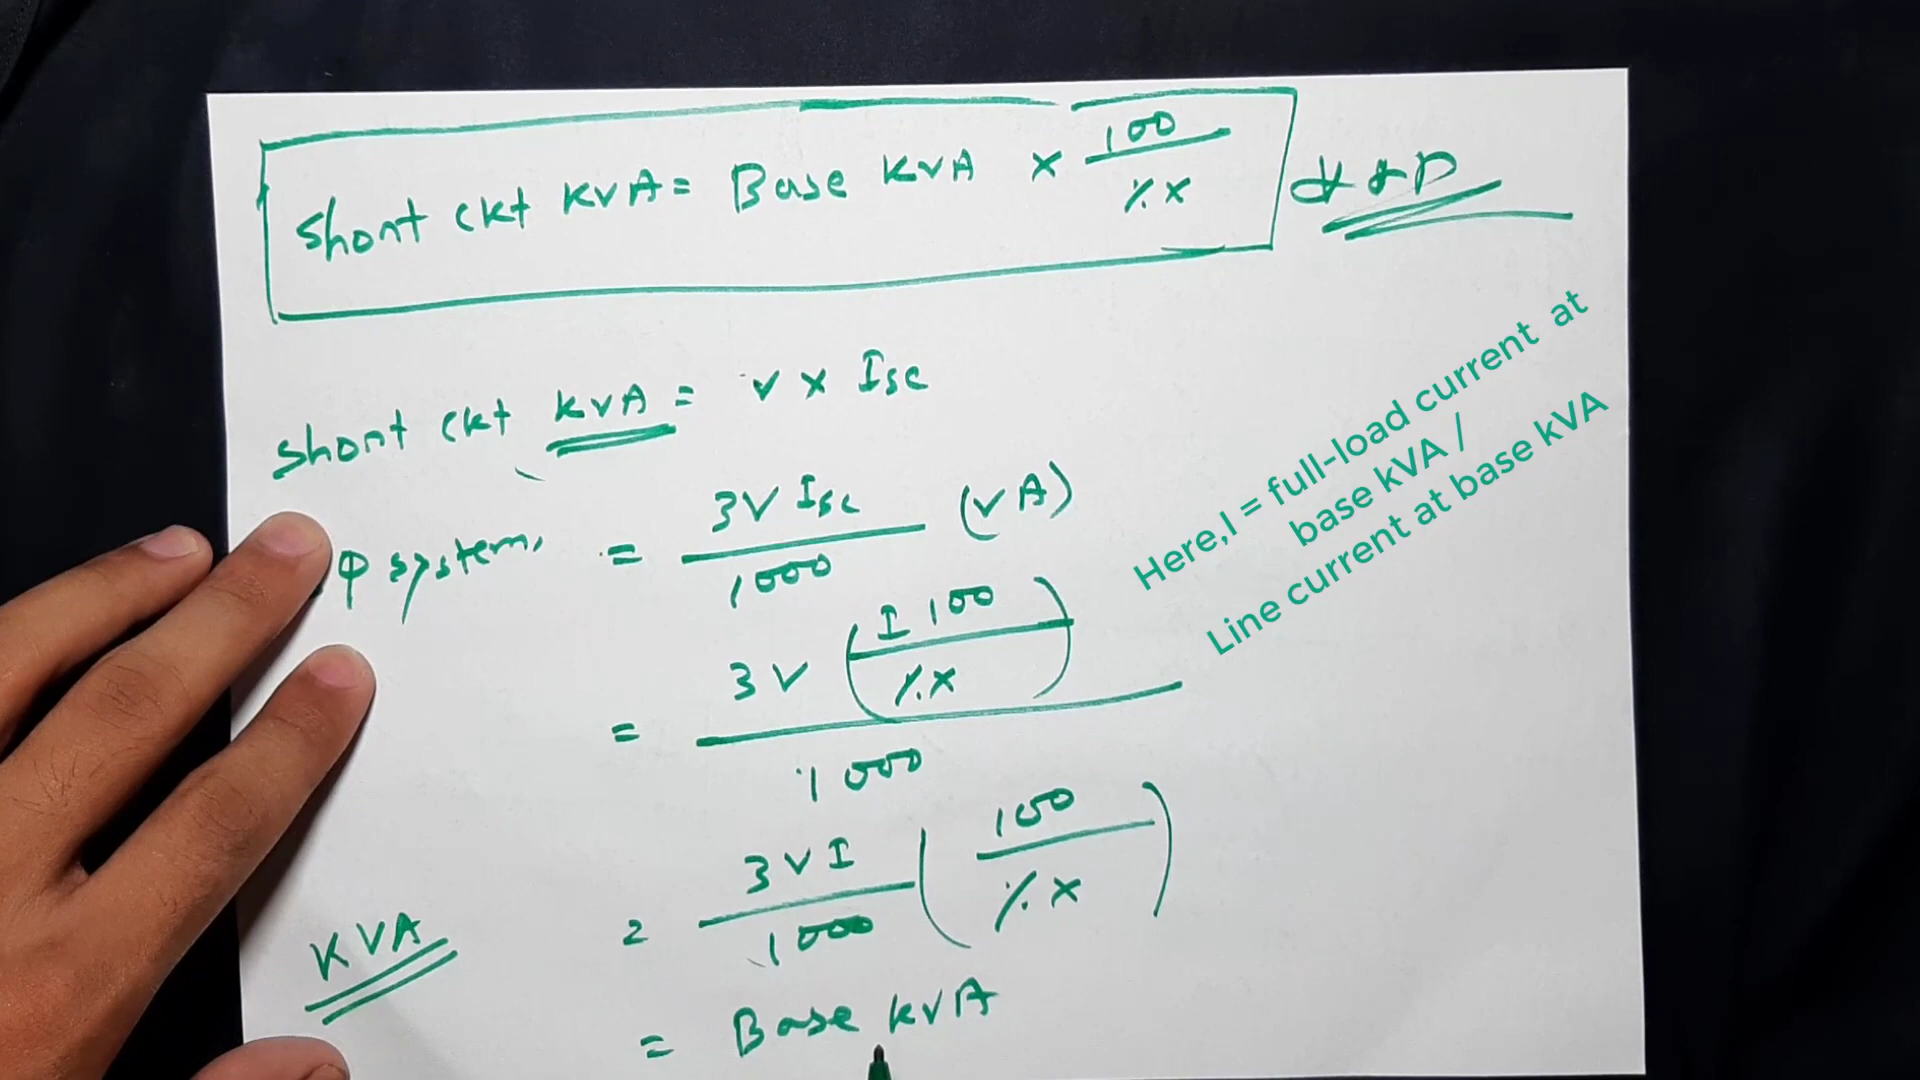 Short ckt KVA = Base KVA × 100 / %X
Short ckt KVA = V × Isc
φ system, = 3V Isc / 1000 (VA)
= 3V (I 100 / %X) / 1000
= 3VI / 1000 (100 / %X)
KVA
= Base KVA
Here,I = full-load current at
base kVA /
Line current at base kVA